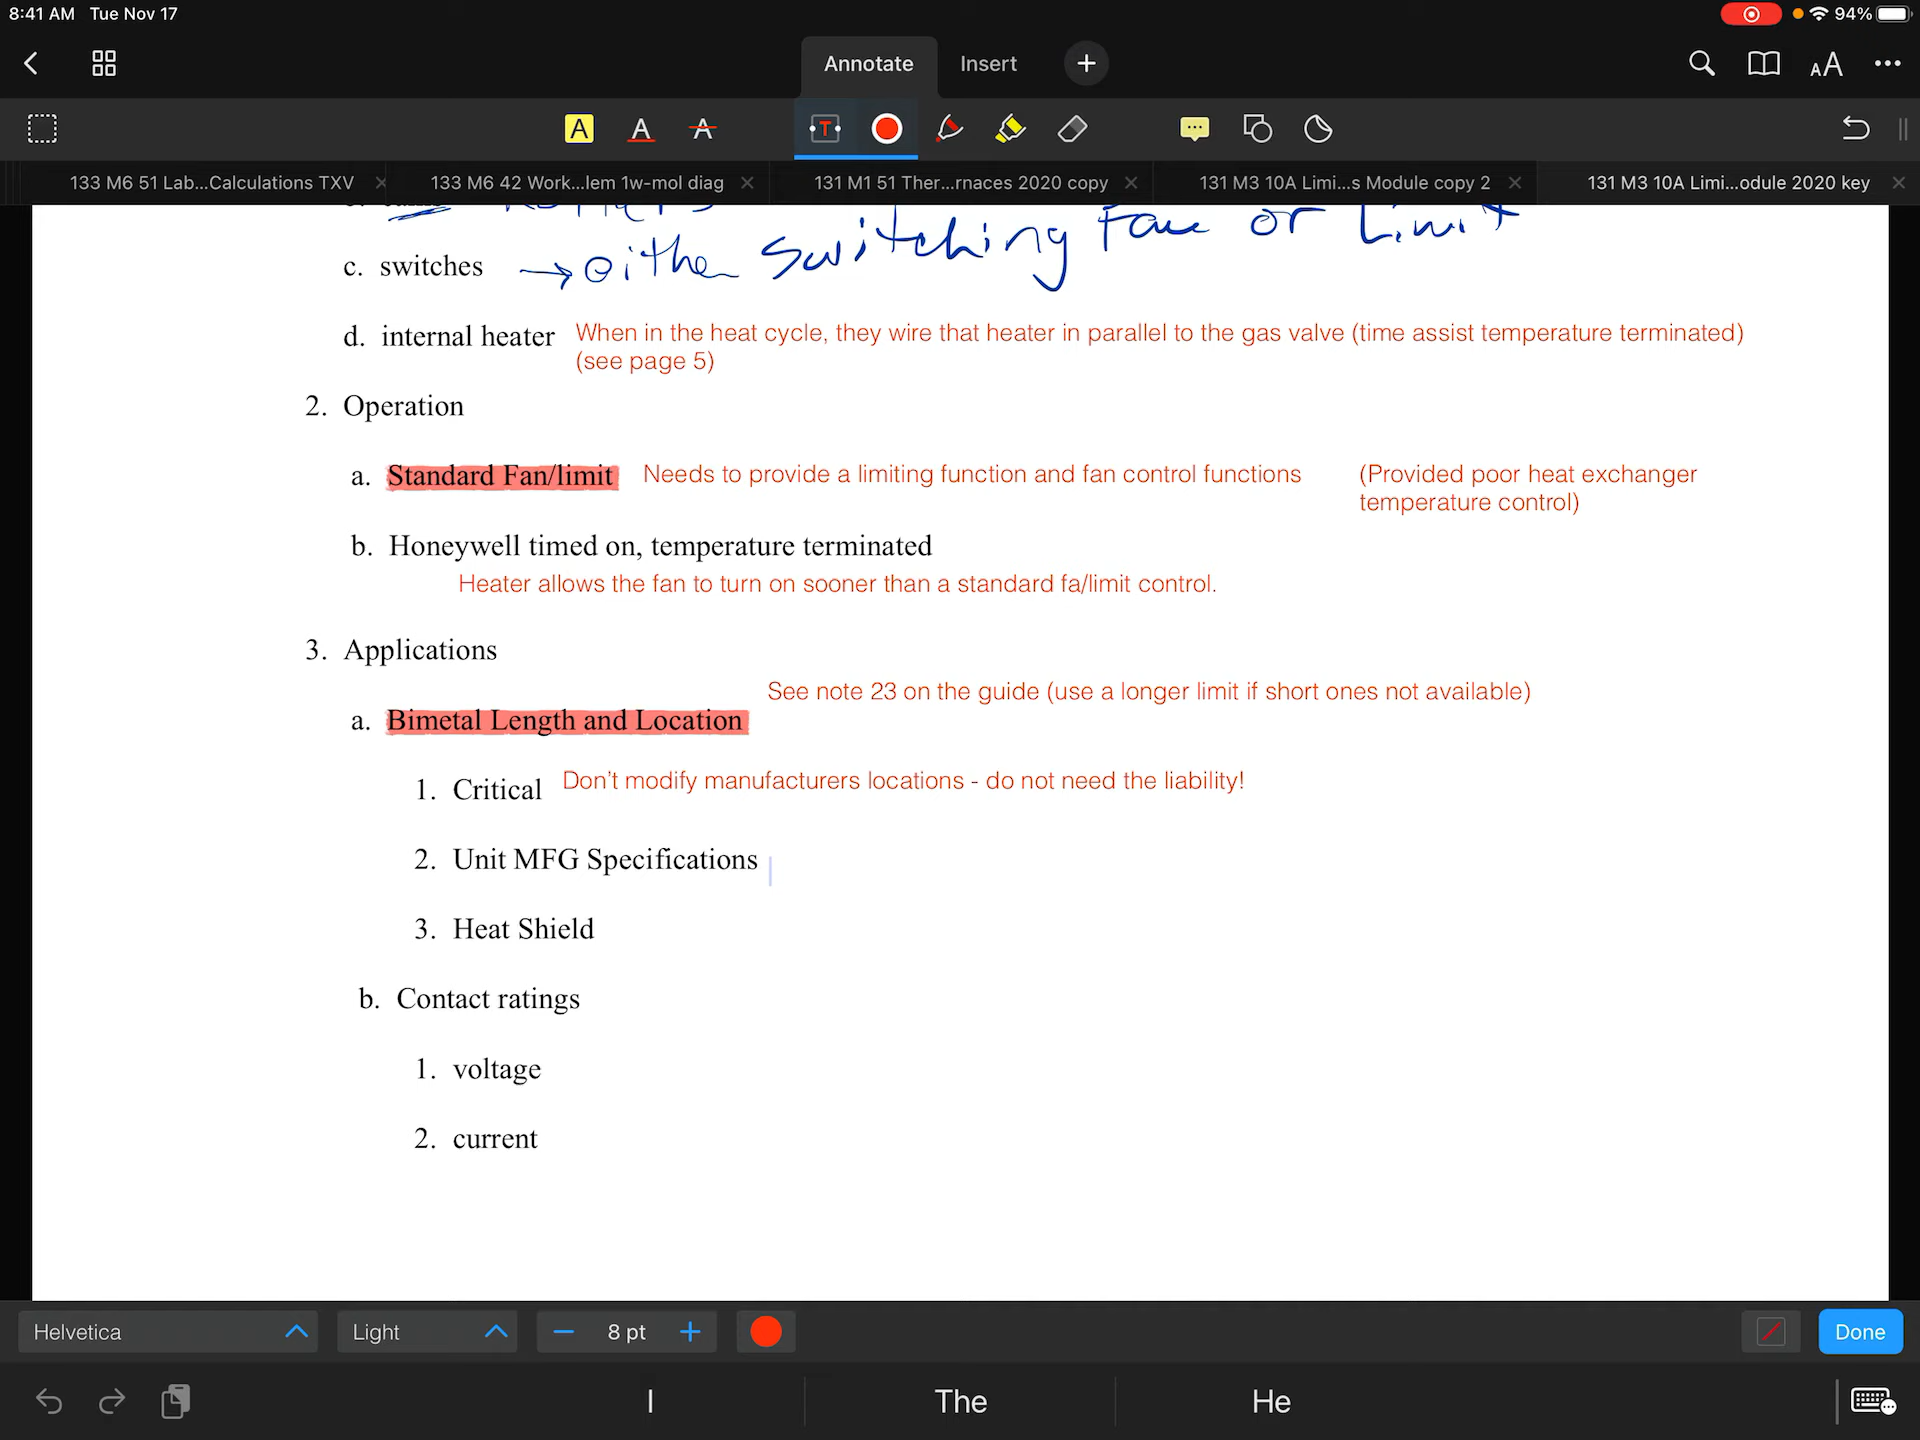 8:41 AM Tue Nov 17
94%
Annotate
Insert
AA
A A A T
133 M6 51 Lab...Calculations TXV
133 M6 42 Work...lem 1w-mol diag
131 M1 51 Ther...rnaces 2020 copy
131 M3 10A Limi...s Module copy 2
131 M3 10A Limi...odule 2020 key
c. switches → either switching Fan or Limit
d. internal heater When in the heat cycle, they wire that heater in parallel to the gas valve (time assist temperature terminated)
(see page 5)
2. Operation
a. Standard Fan/limit Needs to provide a limiting function and fan control functions (Provided poor heat exchanger
temperature control)
b. Honeywell timed on, temperature terminated
Heater allows the fan to turn on sooner than a standard fa/limit control.
3. Applications
See note 23 on the guide (use a longer limit if short ones not available)
a. Bimetal Length and Location
1. Critical Don't modify manufacturers locations - do not need the liability!
2. Unit MFG Specifications
3. Heat Shield
b. Contact ratings
1. voltage
2. current
Helvetica
Light
8 pt
Done
I
The
He